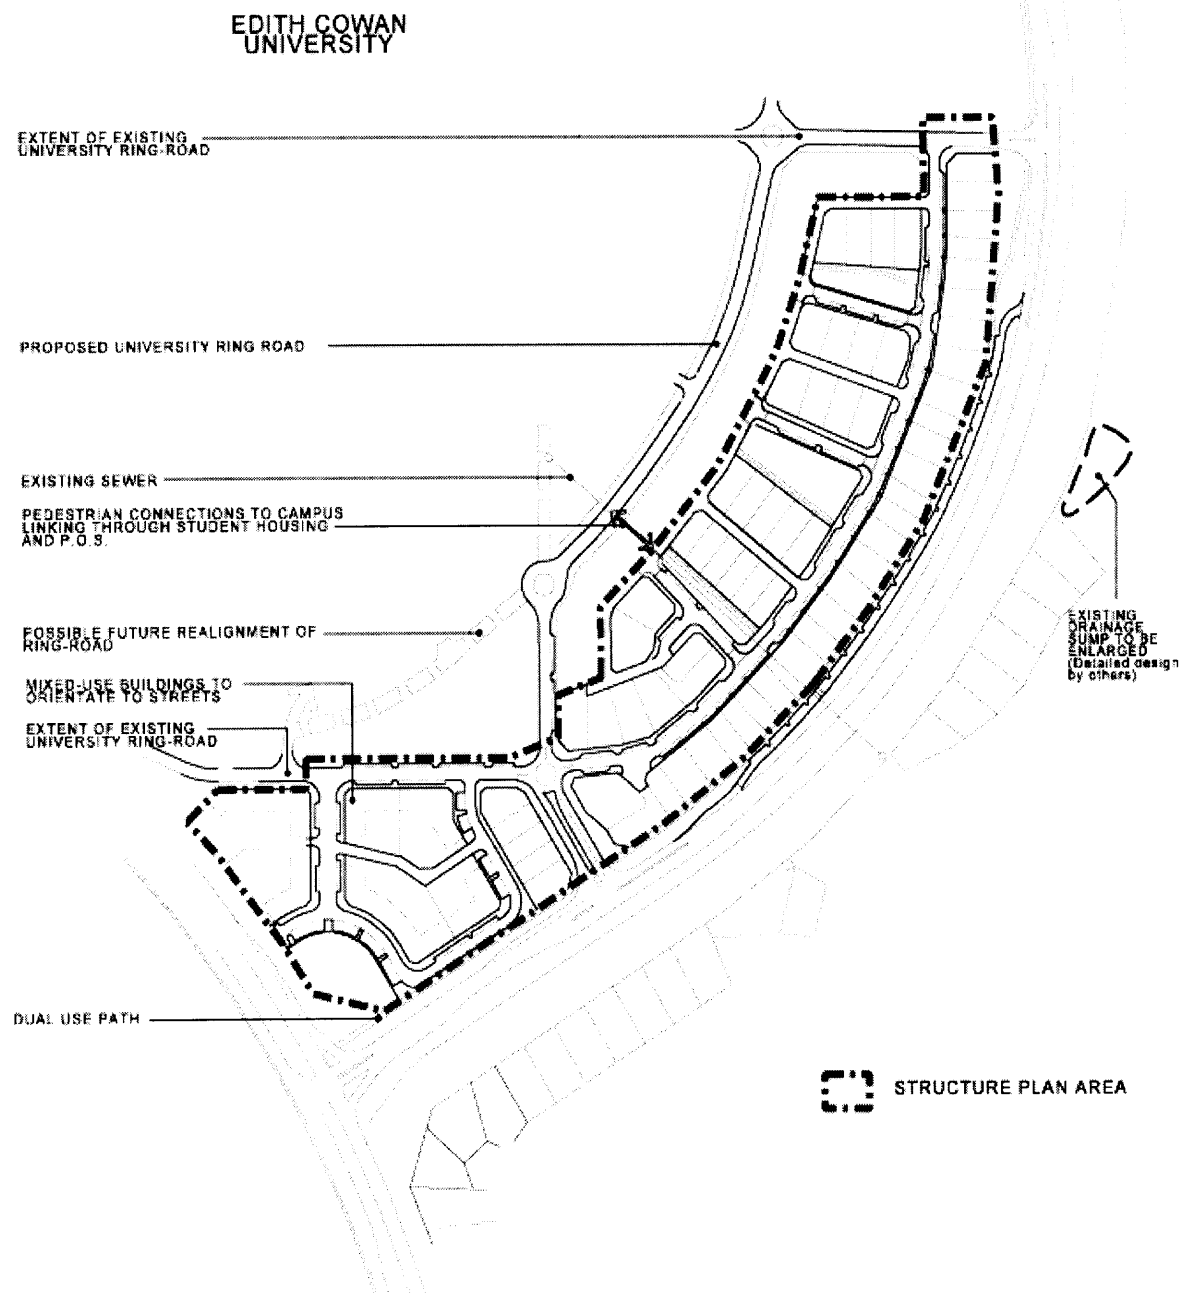 EDITH COWAN
UNIVERSITY
EXTENT OF EXISTING
UNIVERSITY RING-ROAD
PROPOSED UNIVERSITY RING ROAD
EXISTING SEWER
PEDESTRIAN CONNECTIONS TO CAMPUS
LINKING THROUGH STUDENT HOUSING
AND P.O.S.
POSSIBLE FUTURE REALIGNMENT OF
RING-ROAD
MIXED-USE BUILDINGS TO
ORIENTATE TO STREETS
EXTENT OF EXISTING
UNIVERSITY RING-ROAD
DUAL USE PATH
EXISTING
DRAINAGE
SUMP TO BE
ENLARGED
(Detailed design
by others)
STRUCTURE PLAN AREA